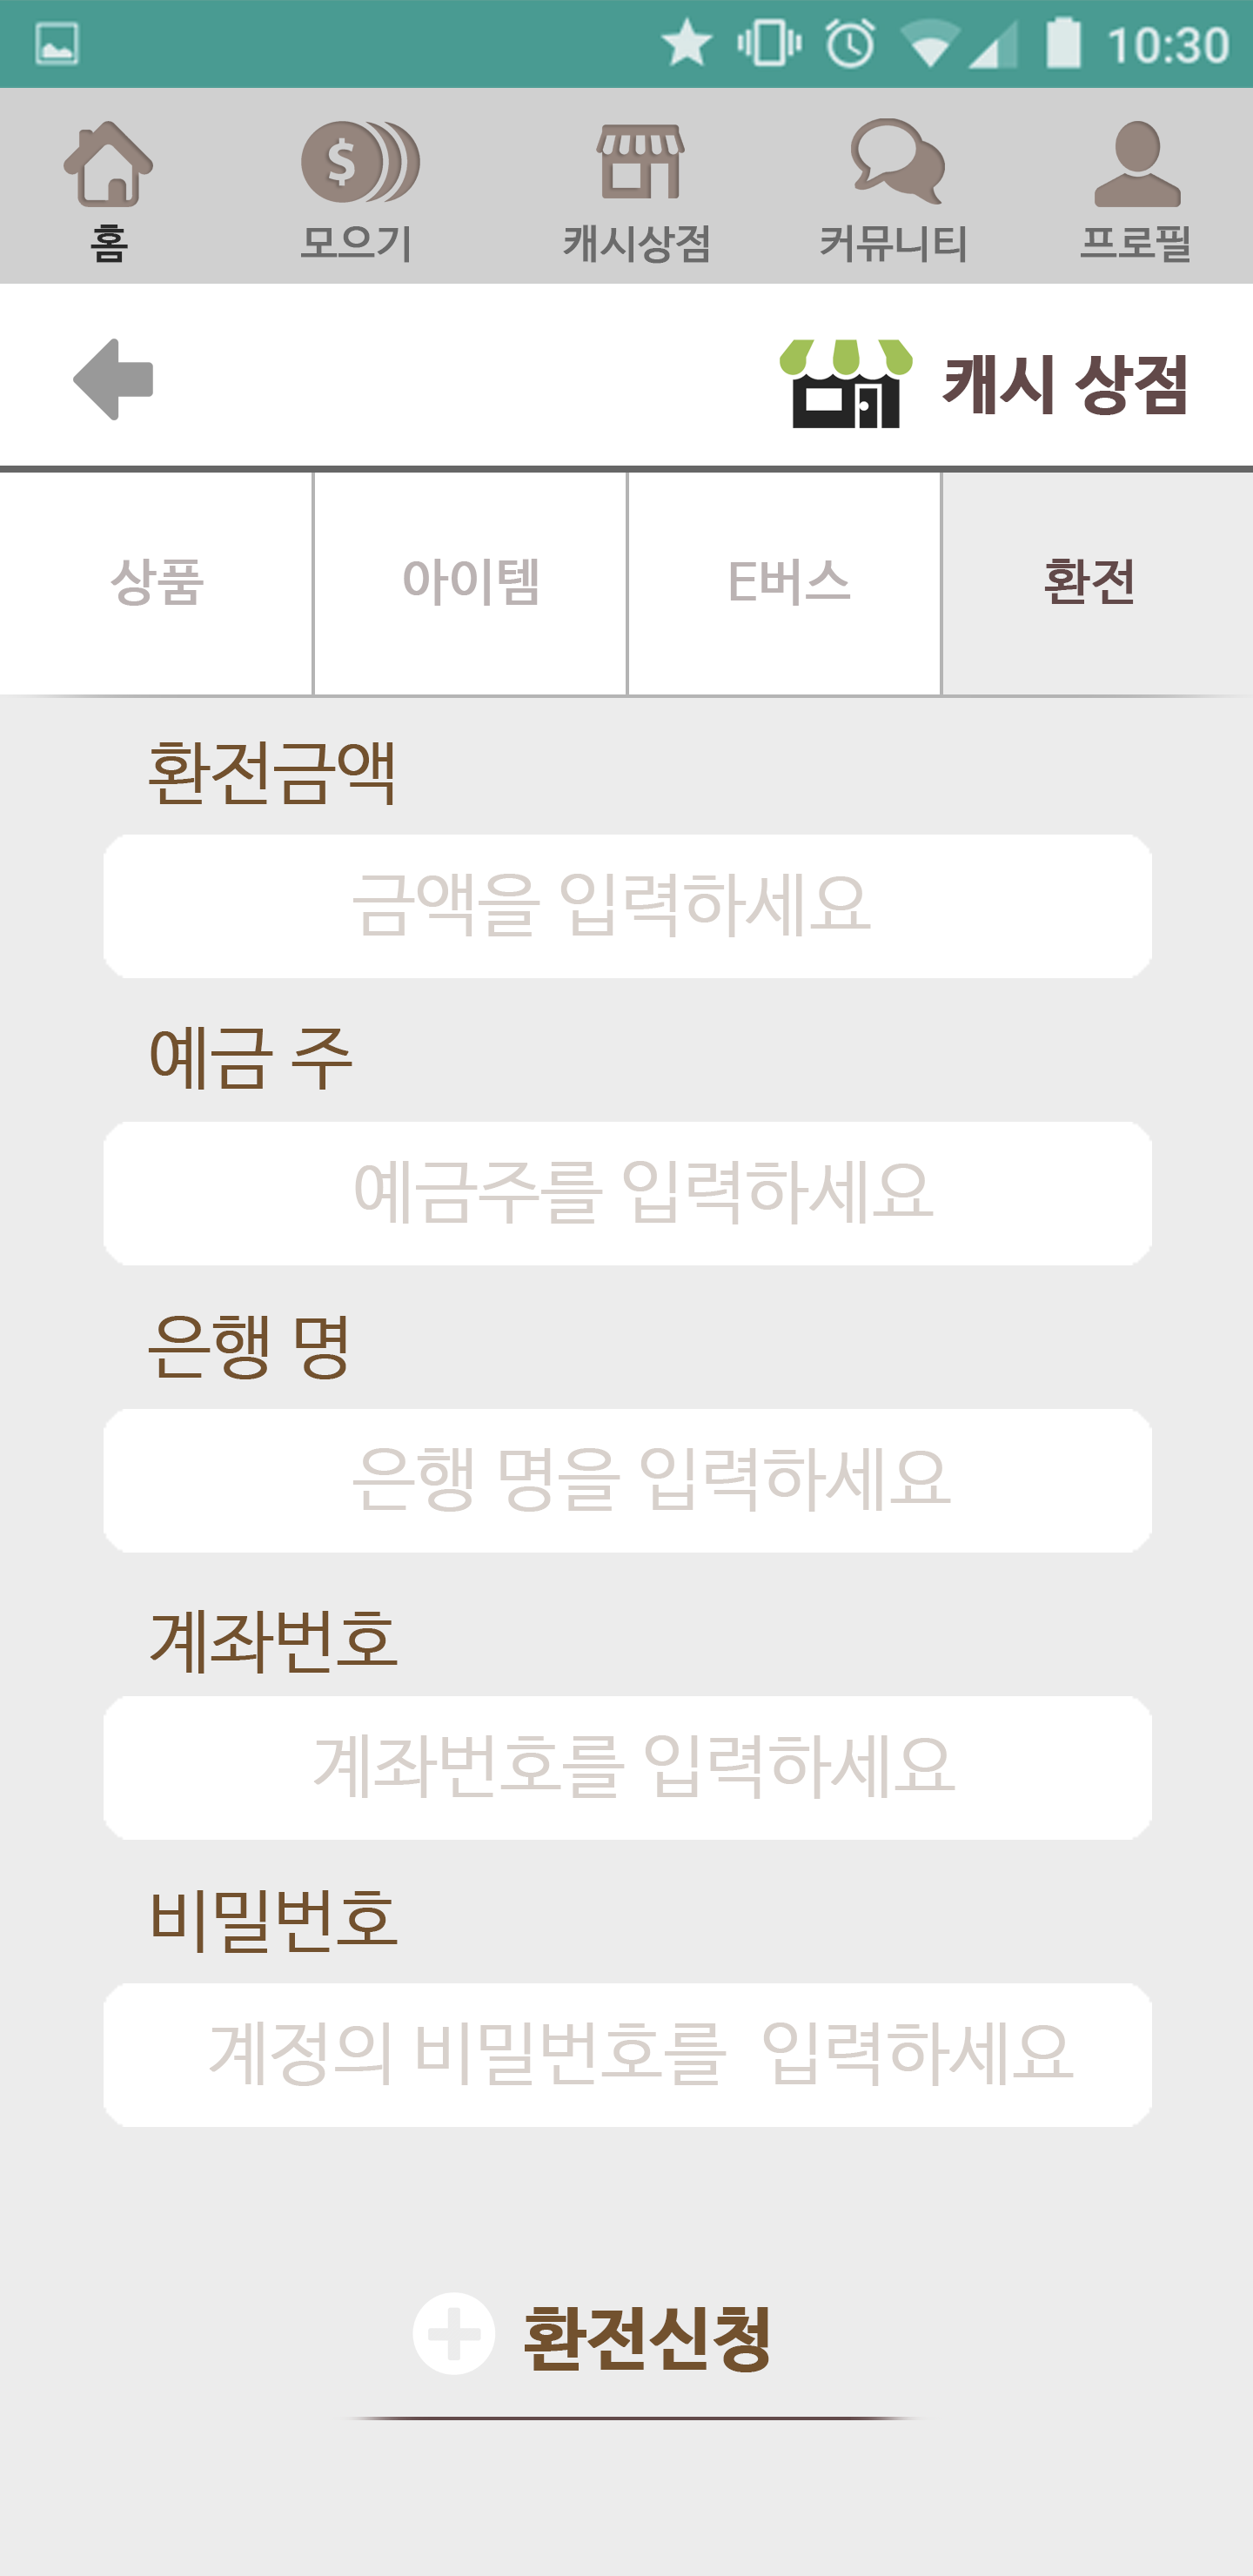 10:30
홈 모으기 캐시상점 커뮤니티 프로필
캐시 상점
상품 아이템 E버스 환전
환전금액
금액을 입력하세요
예금 주
예금주를 입력하세요
은행 명
은행 명을 입력하세요
계좌번호
계좌번호를 입력하세요
비밀번호
계정의 비밀번호를 입력하세요
환전신청